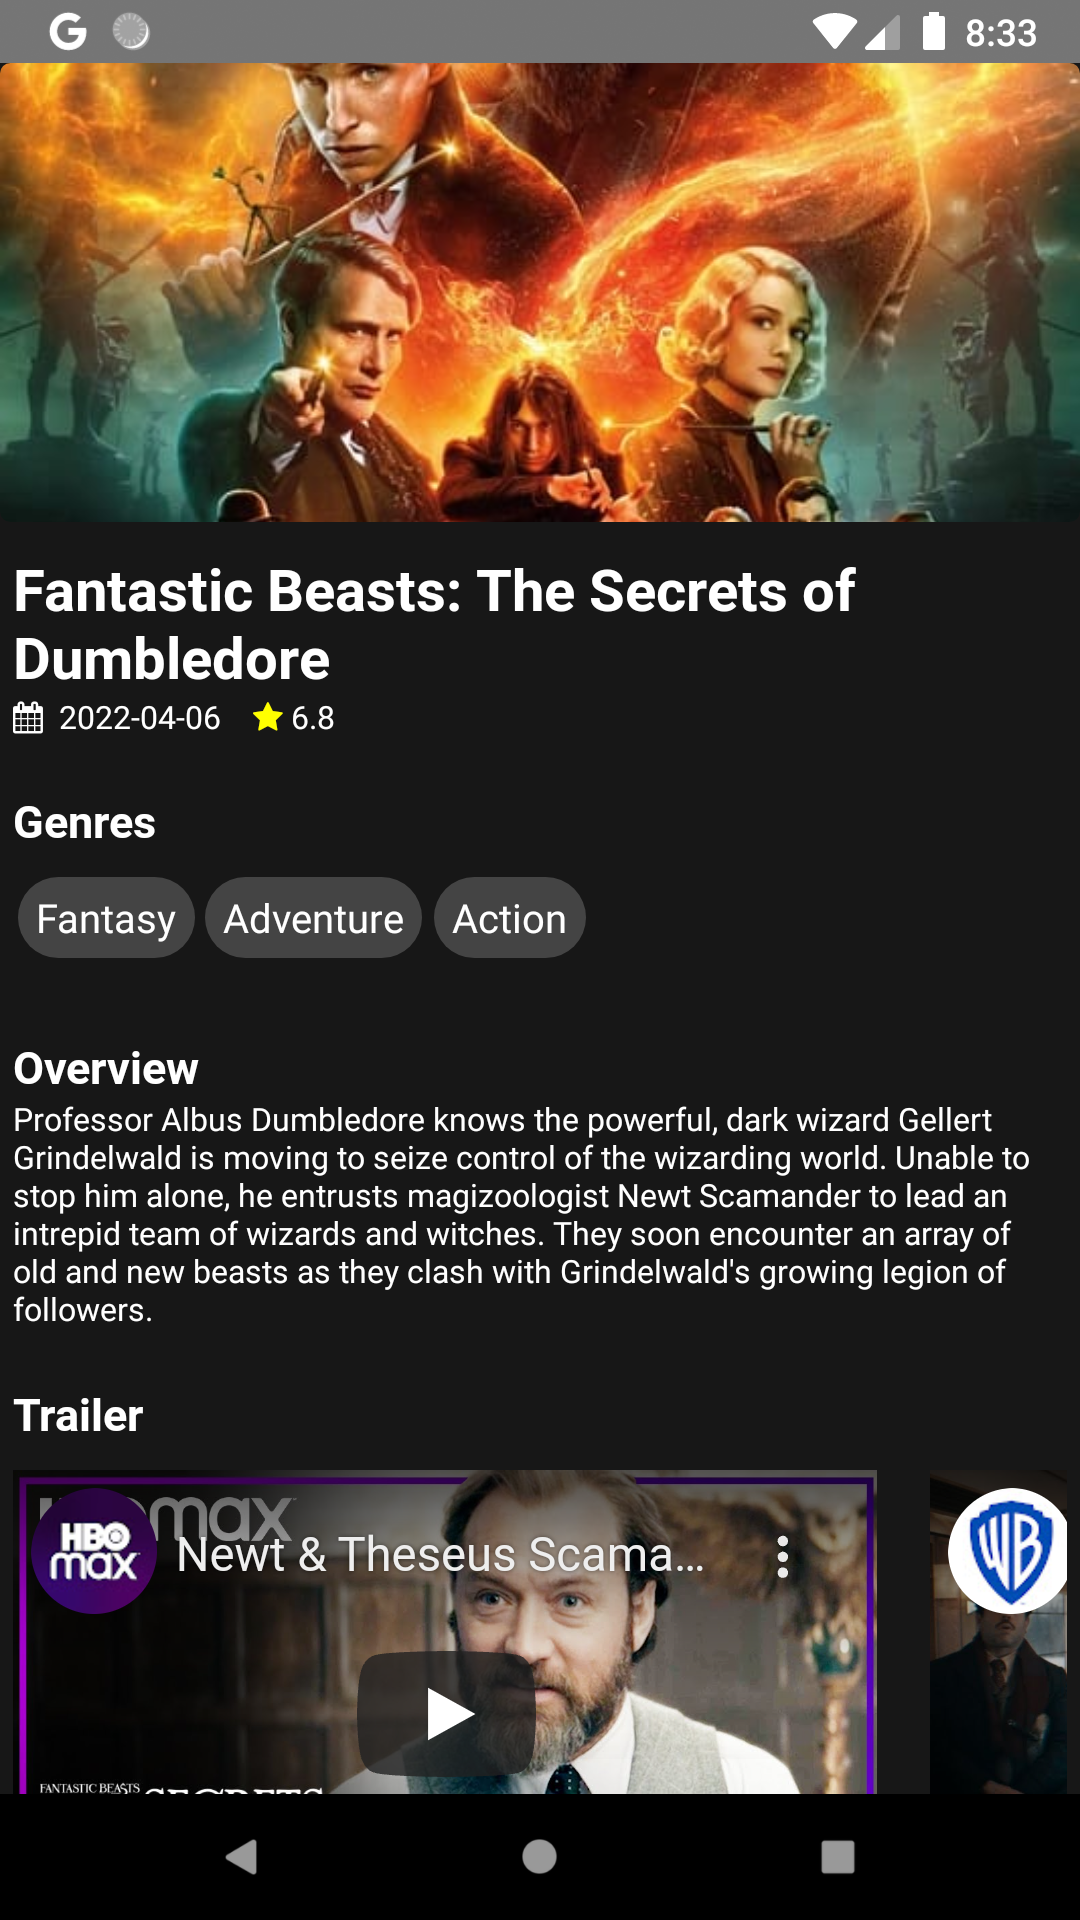 8:33
Fantastic Beasts: The Secrets of
Dumbledore
2022-04-06 6.8
Genres
Fantasy Adventure Action
Overview
Professor Albus Dumbledore knows the powerful, dark wizard Gellert
Grindelwald is moving to seize control of the wizarding world. Unable to
stop him alone, he entrusts magizoologist Newt Scamander to lead an
intrepid team of wizards and witches. They soon encounter an array of
old and new beasts as they clash with Grindelwald's growing legion of
followers.
Trailer
HBO
max
max
Newt & Theseus Scama...
WB
FANTASTIC BEASTS
SECRETS